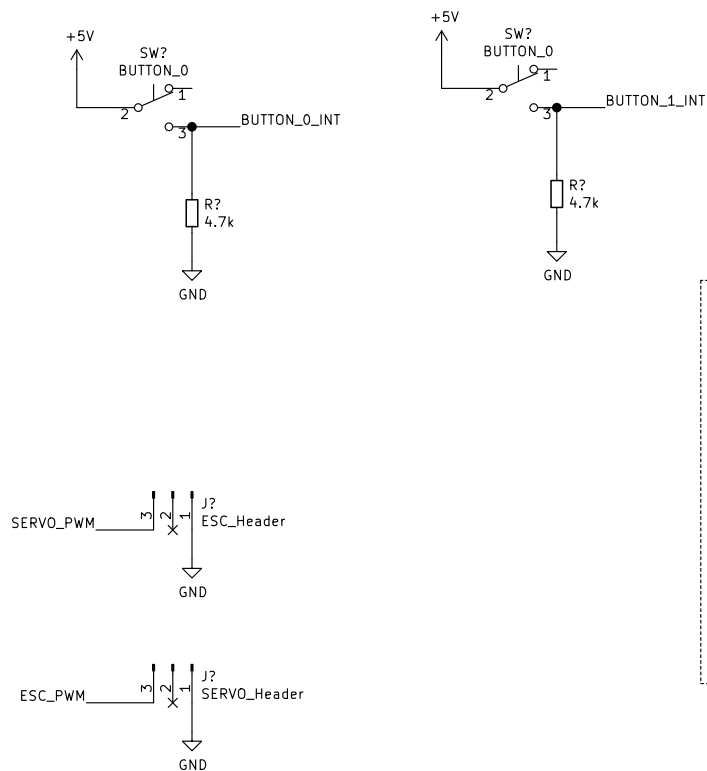 +5V
SW?
BUTTON_0
1
2
3
BUTTON_0_INT
R?
4.7k
GND
+5V
SW?
BUTTON_0
1
2
3
BUTTON_1_INT
R?
4.7k
GND
SERVO_PWM
3
2
1
J?
ESC_Header
GND
ESC_PWM
3
2
1
J?
SERVO_Header
GND